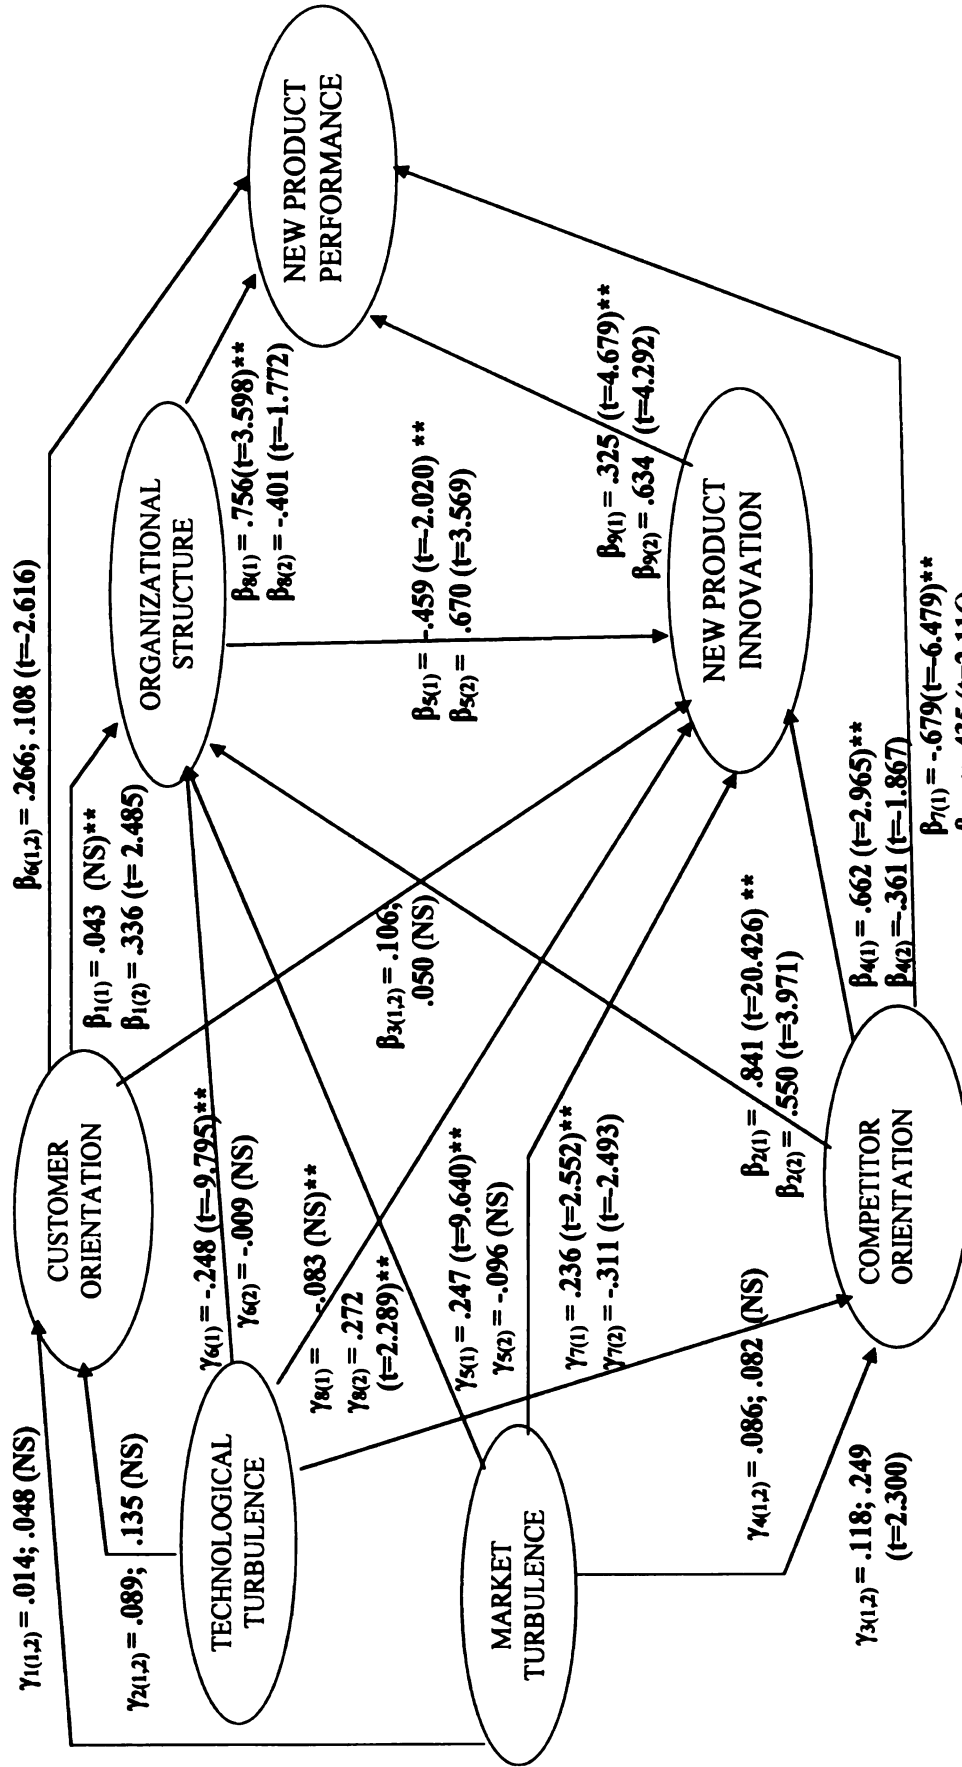 γ1(1,2) = .014; .048 (NS)
β6(1,2) = .266; .108 (t=-2.616)
γ2(1,2) = .089; .135 (NS)
CUSTOMER
ORIENTATION
β1(1) = .043 (NS)**
β1(2) = .336 (t= 2.485)
ORGANIZATIONAL
STRUCTURE
NEW PRODUCT
PERFORMANCE
TECHNOLOGICAL
TURBULENCE
γ6(1) = -.248 (t=-9.795)**
γ6(2) = -.009 (NS)
β8(1) = .756(t=3.598)**
β8(2) = -.401 (t=-1.772)
γ8(1) = -.083 (NS)**
γ8(2) = .272
(t=2.289)**
β3(1,2) = .106;
.050 (NS)
β5(1) = -.459 (t=-2.020) **
β5(2) = .670 (t=3.569)
MARKET
TURBULENCE
γ5(1) = .247 (t=9.640)**
γ5(2) = -.096 (NS)
γ7(1) = .236 (t=2.552)**
γ7(2) = -.311 (t=-2.493)
β9(1) = .325 (t=4.679)**
β9(2) = .634 (t=4.292)
NEW PRODUCT
INNOVATION
γ4(1,2) = .086; .082 (NS)
β2(1) = .841 (t=20.426) **
β2(2) = .550 (t=3.971)
γ3(1,2) = .118; .249
(t=2.300)
COMPETITOR
ORIENTATION
β4(1) = .662 (t=2.965)**
β4(2) =-.361 (t=-1.867)
β7(1) = -.679(t=-6.479)**